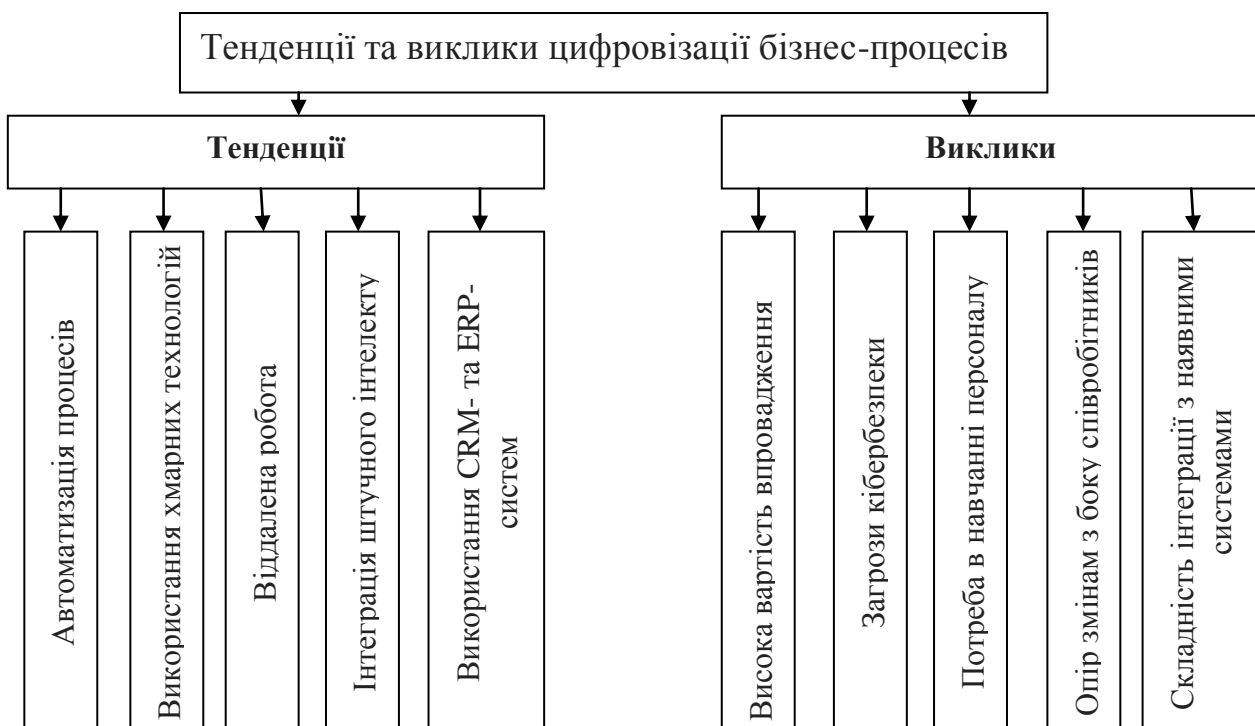 Тенденції та виклики цифровізації бізнес-процесів
Тенденції
Виклики
Автоматизація процесів
Використання хмарних технологій
Віддалена робота
Інтеграція штучного інтелекту
Використання CRM- та ERP-
систем
Висока вартість впровадження
Загрози кібербезпеки
Потреба в навчанні персоналу
Опір змінам з боку співробітників
Складність інтеграції з наявними
системами